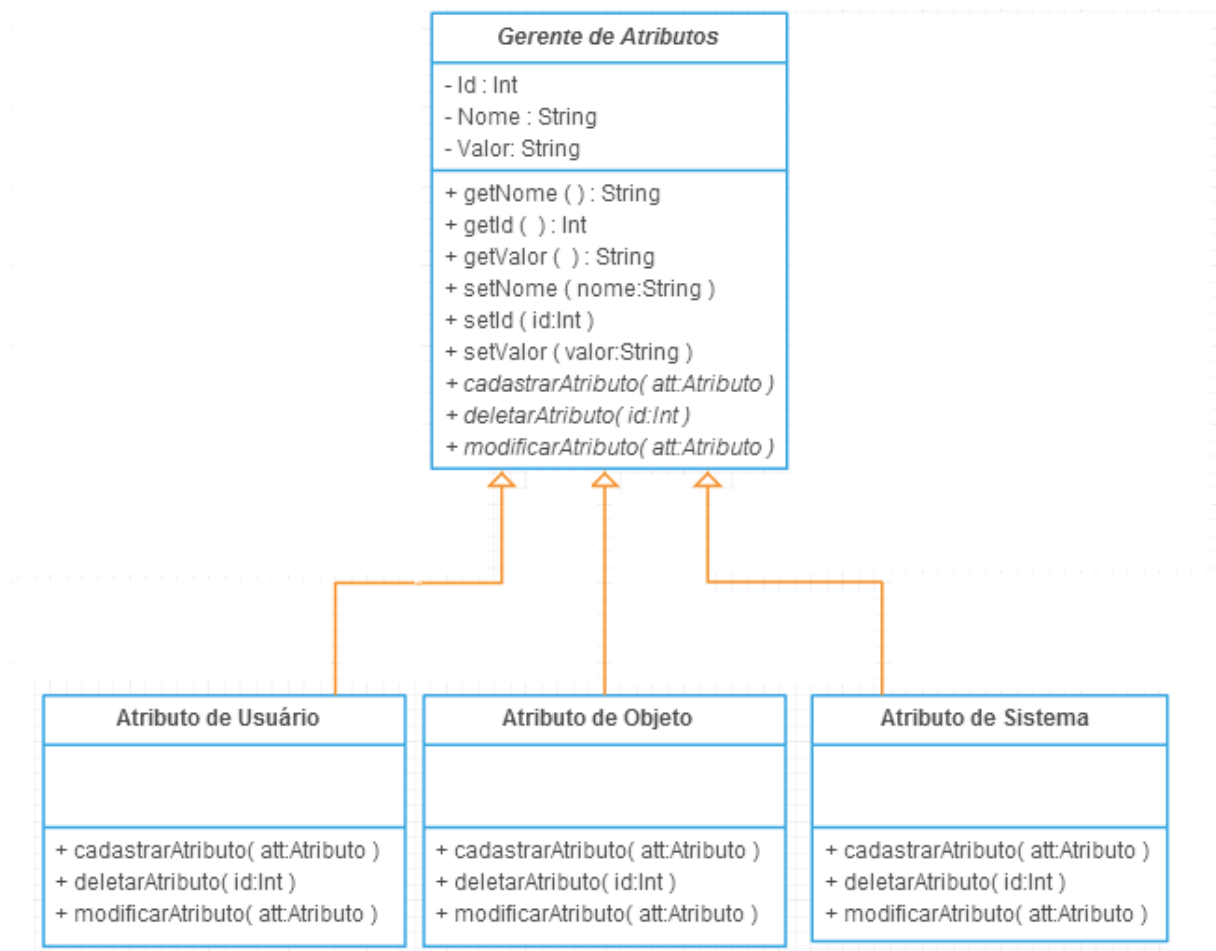 Gerente de Atributos
- Id : Int
- Nome : String
- Valor: String
+ getNome ( ) : String
+ getId ( ) : Int
+ getValor ( ) : String
+ setNome ( nome:String )
+ setId ( id:Int )
+ setValor ( valor:String )
+ cadastrarAtributo( att:Atributo )
+ deletarAtributo( id:Int )
+ modificarAtributo( att:Atributo )
Atributo de Usuário
+ cadastrarAtributo( att:Atributo )
+ deletarAtributo( id:Int )
+ modificarAtributo( att:Atributo )
Atributo de Objeto
+ cadastrarAtributo( att:Atributo )
+ deletarAtributo( id:Int )
+ modificarAtributo( att:Atributo )
Atributo de Sistema
+ cadastrarAtributo( att:Atributo )
+ deletarAtributo( id:Int )
+ modificarAtributo( att:Atributo )